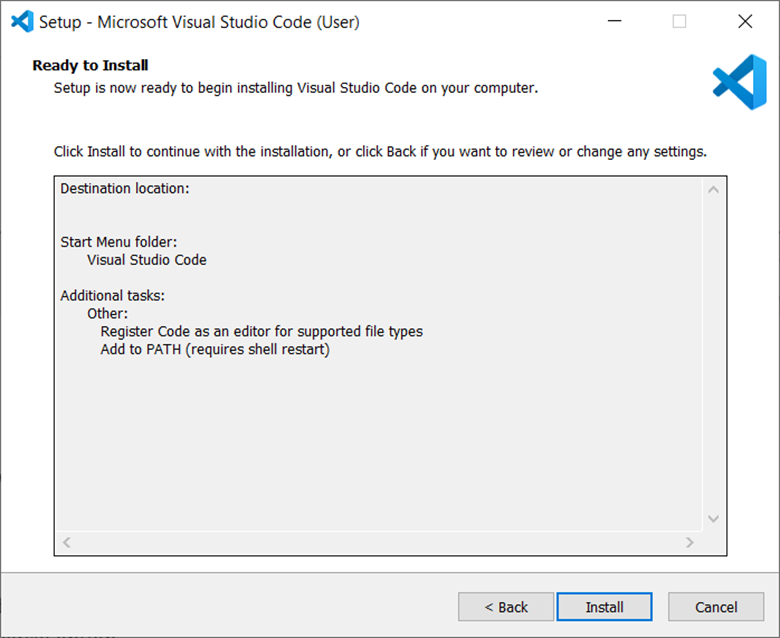 Setup - Microsoft Visual Studio Code (User)
Ready to Install
Setup is now ready to begin installing Visual Studio Code on your computer.
Click Install to continue with the installation, or click Back if you want to review or change any settings.
Destination location:
Start Menu folder:
Visual Studio Code
Additional tasks:
Other:
Register Code as an editor for supported file types
Add to PATH (requires shell restart)
< Back
Install
Cancel